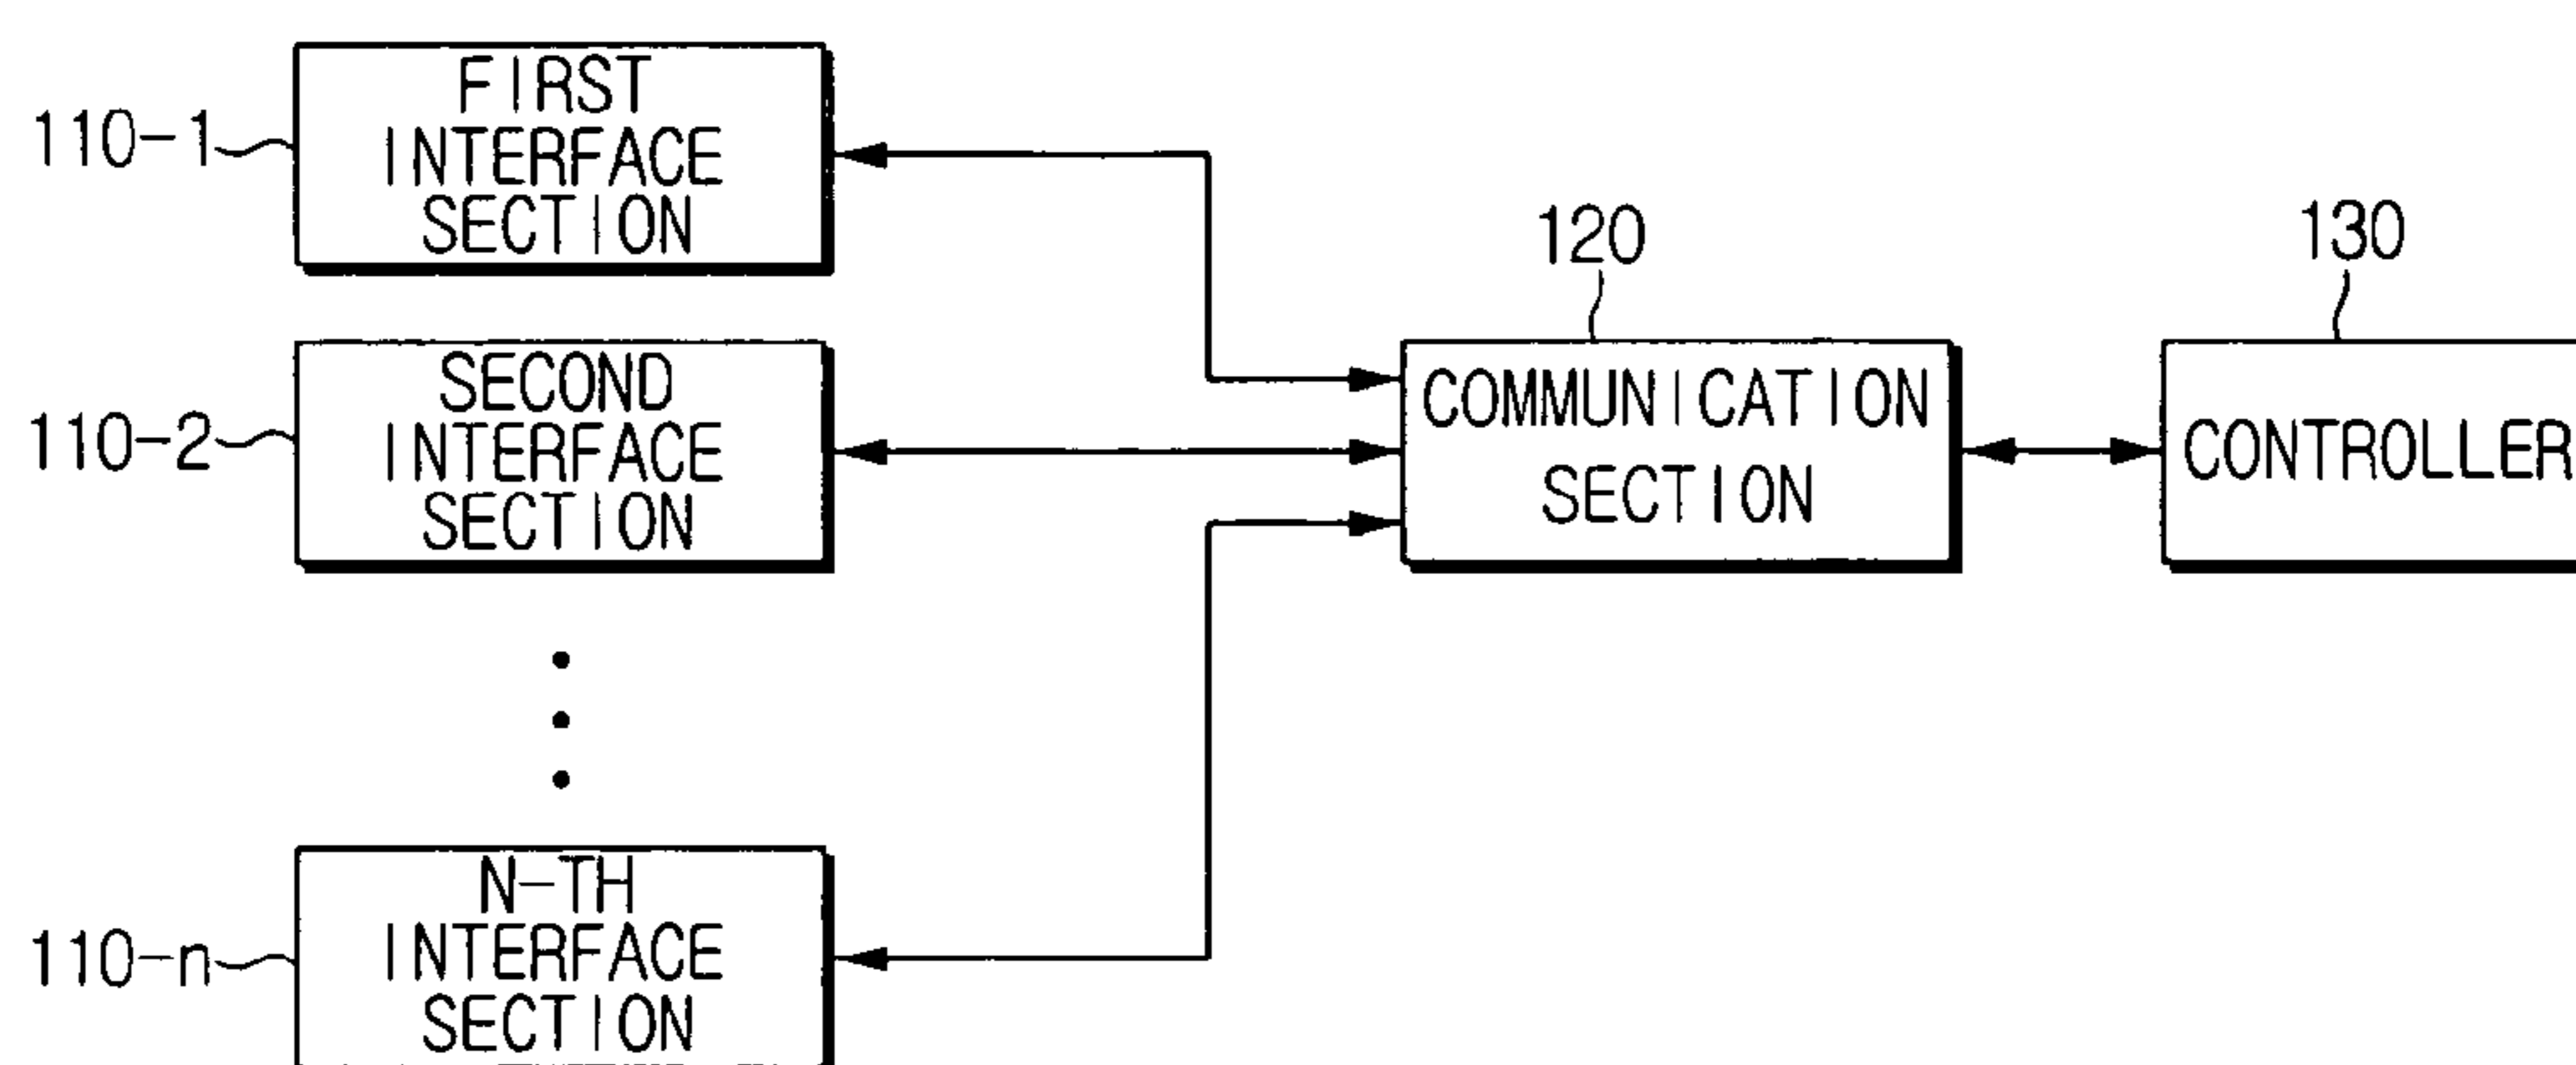 110-1
FIRST
INTERFACE
SECTION
110-2
SECOND
INTERFACE
SECTION
110-n
N-TH
INTERFACE
SECTION
120
COMMUNICATION
SECTION
130
CONTROLLER